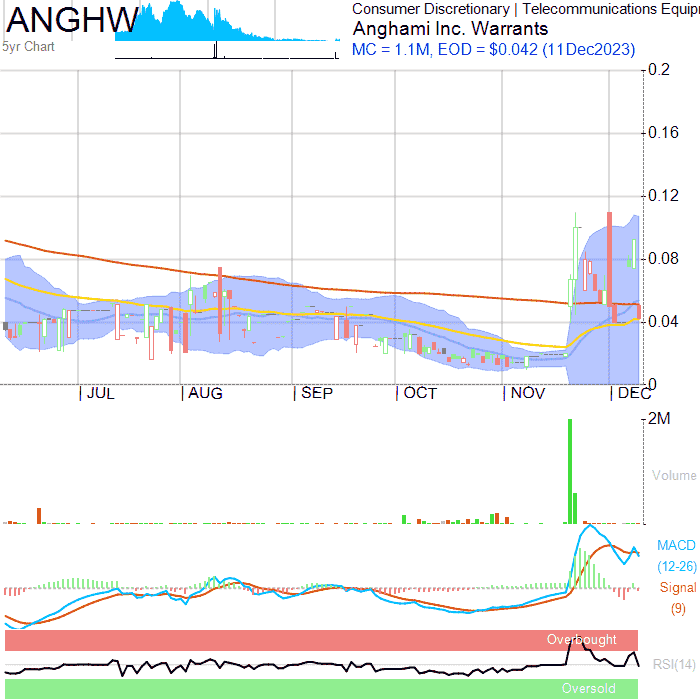 ANGHW
5yr Chart
Consumer Discretionary | Telecommunications Equip
Anghami Inc. Warrants
MC = 1.1M, EOD = $0.042 (11Dec2023)
0.2
0.16
0.12
0.08
0.04
0
JUL AUG SEP OCT NOV DEC
2M
Volume
MACD
(12-26)
Signal
(9)
Overbought
RSI(14)
Oversold